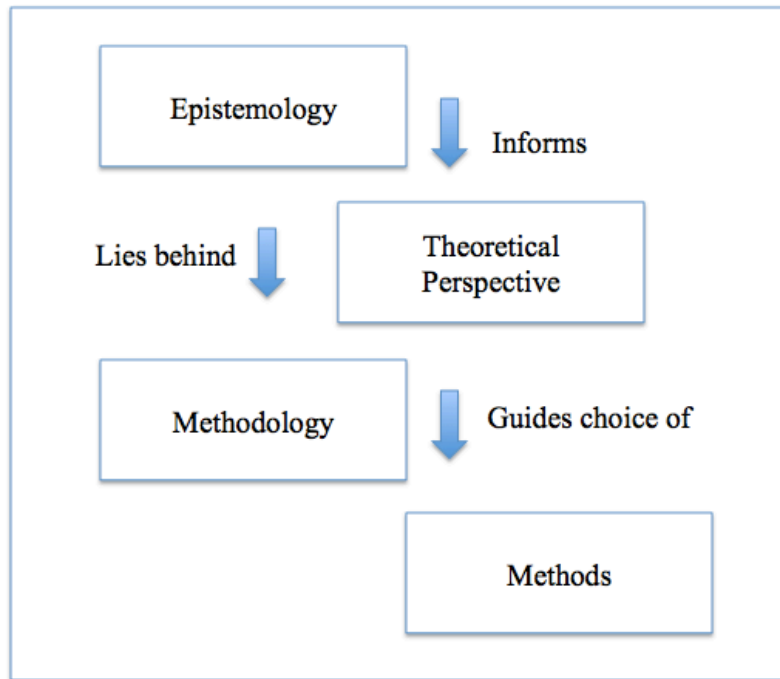 Epistemology
Informs
Lies behind
Theoretical
Perspective
Methodology
Guides choice of
Methods